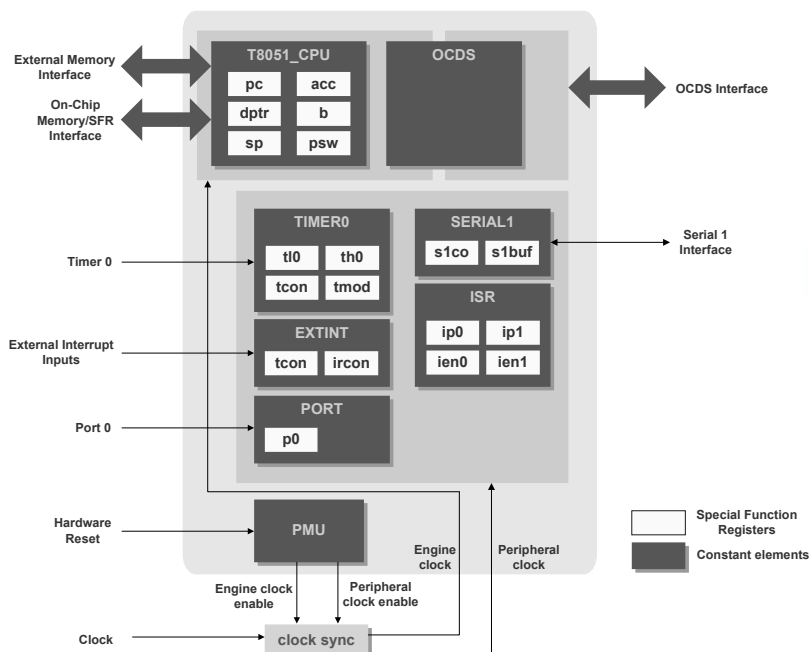 T8051_CPU
OCDS
External Memory
Interface
pc
acc
OCDS Interface
On-Chip
Memory/SFR
Interface
dptr
b
sp
psw
TIMER0
SERIAL1
tl0
th0
s1co
s1buf
Serial 1
Interface
Timer 0
tcon
tmod
ISR
EXTINT
ip0
ip1
External Interrupt
Inputs
tcon
ircon
ien0
ien1
PORT
Port 0
p0
Hardware
Reset
PMU
Engine
clock
Peripheral
clock
Special Function
Registers
Constant elements
Engine clock
enable
Peripheral
clock enable
Clock
clock sync